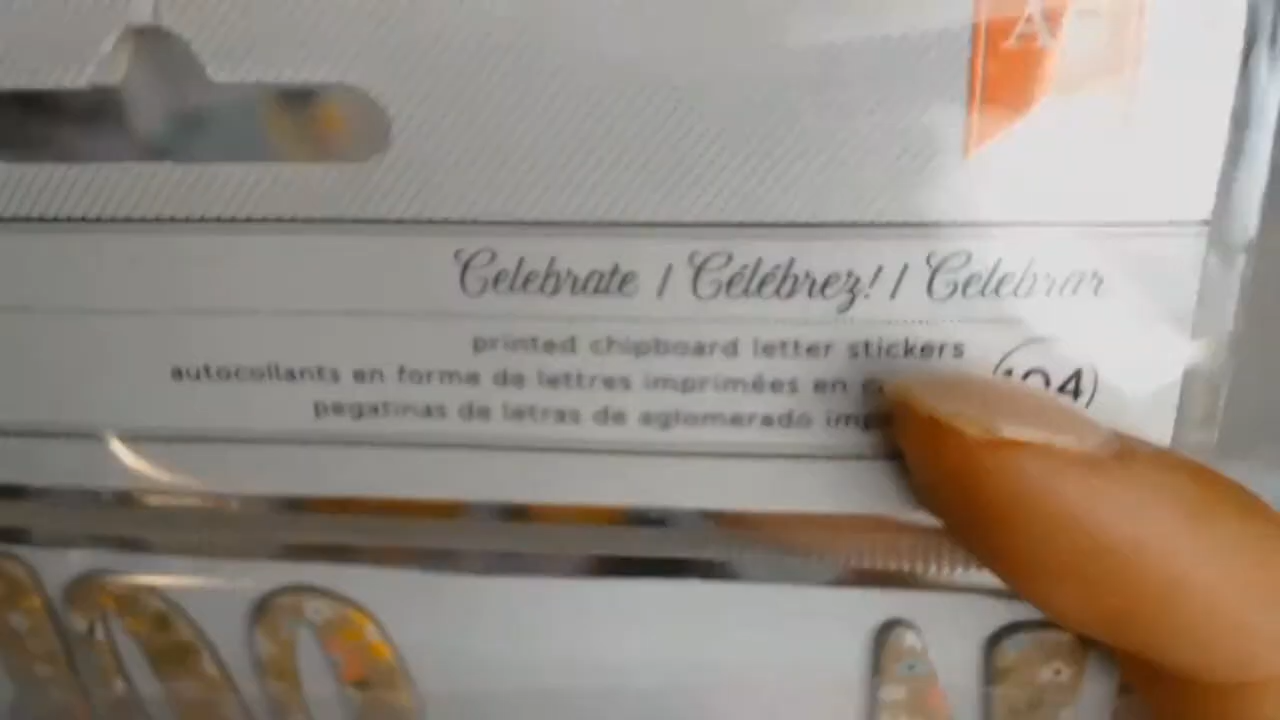 Celebrate / Célébrez! / Celebrar
printed chipboard letter stickers
autocollants en forme de lettres imprimées en
pegatinas de letras de aglomerado